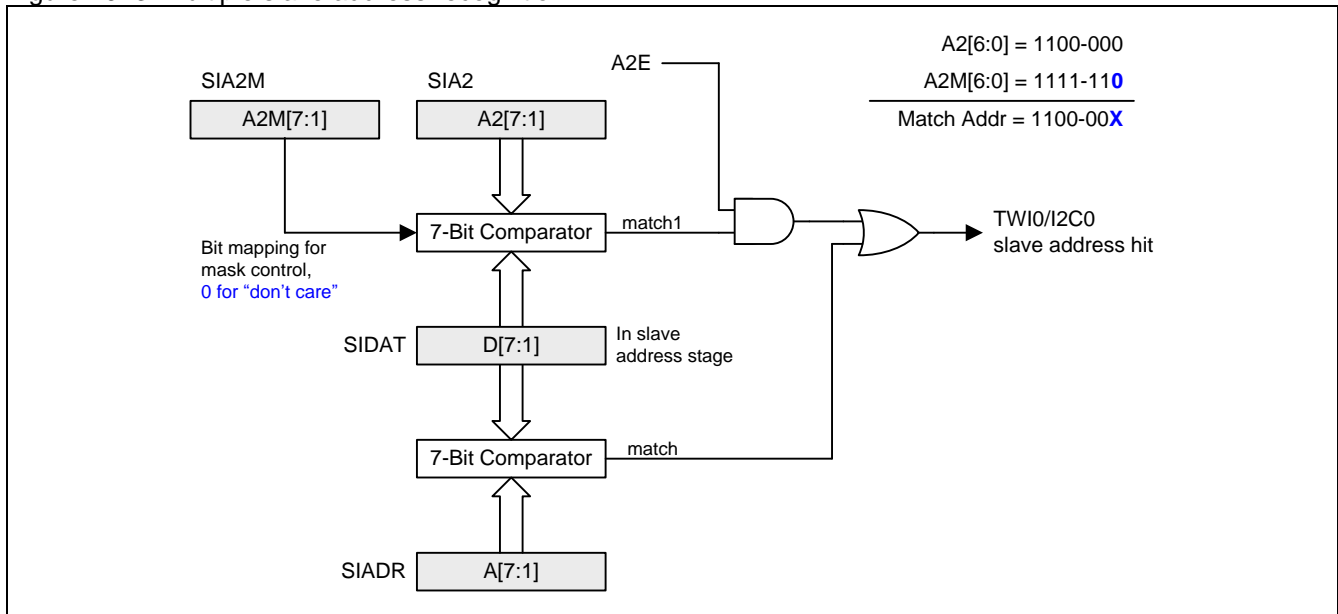 A2[6:0] = 1100-000
A2M[6:0] = 1111-110
Match Addr = 1100-00X
A2E
SIA2M
SIA2
A2M[7:1]
A2[7:1]
7-Bit Comparator
match1
TWI0/I2C0
slave address hit
Bit mapping for
mask control,
0 for “don’t care”
SIDAT
D[7:1]
In slave
address stage
7-Bit Comparator
match
SIADR
A[7:1]